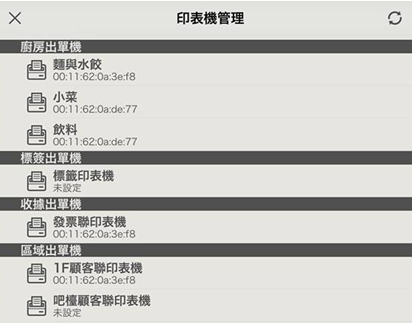 印表機管理
廚房出單機
麵與水餃
00:11:62:0a:3e:f8
小菜
00:11:62:0a:de:77
飲料
00:11:62:0a:de:77
標簽出單機
標籤印表機
未設定
收據出單機
發票聯印表機
00:11:62:0a:3e:f8
區域出單機
1F顧客聯印表機
00:11:62:0a:3e:f8
吧檯顧客聯印表機
未設定